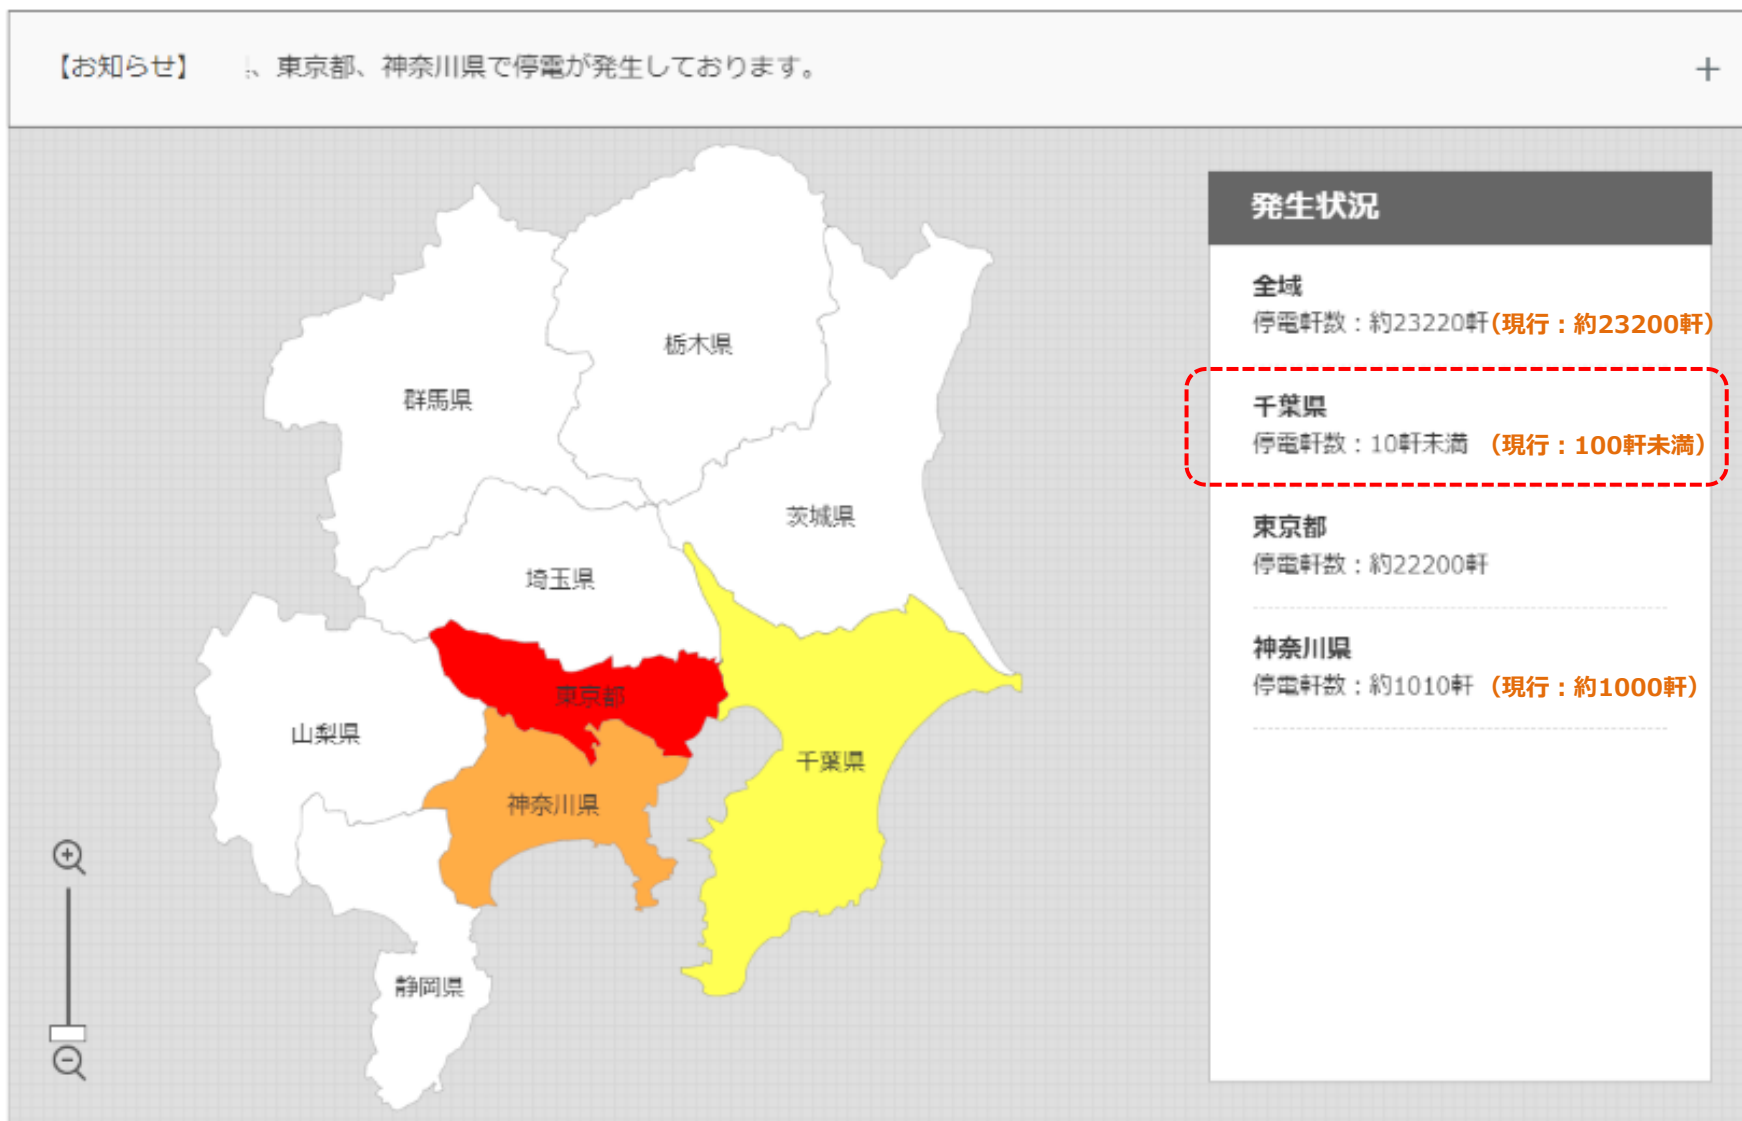 【お知らせ】 、東京都、神奈川県で停電が発生しております。
+
発生状況
全域
停電軒数：約23220軒(現行：約23200軒)
千葉県
停電軒数：10軒未満 (現行：100軒未満)
東京都
停電軒数：約22200軒
神奈川県
停電軒数：約1010軒 (現行：約1000軒)
栃木県
群馬県
茨城県
埼玉県
東京都
山梨県
千葉県
神奈川県
静岡県